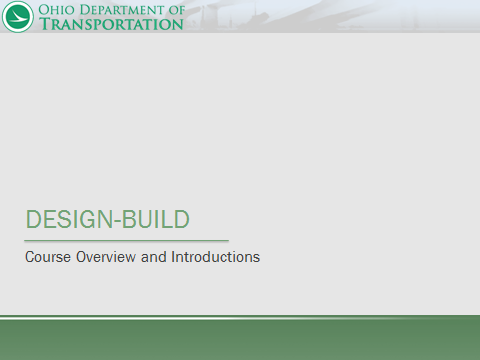 OHIO DEPARTMENT OF
TRANSPORTATION
DESIGN-BUILD
Course Overview and Introductions